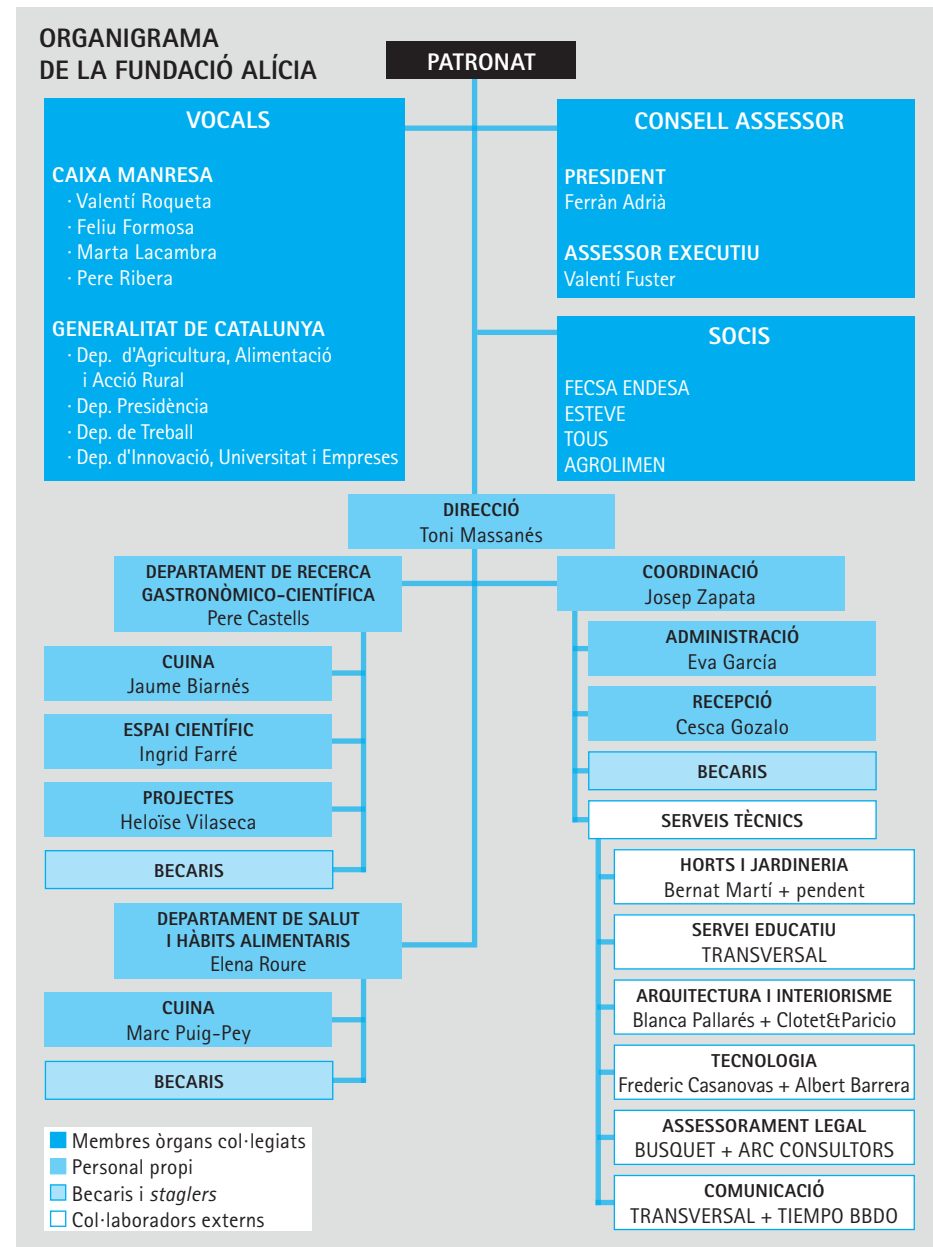 ORGANIGRAMA
DE LA FUNDACIÓ ALÍCIA
PATRONAT
VOCALS
CAIXA MANRESA
· Valentí Roqueta
· Feliu Formosa
· Marta Lacambra
· Pere Ribera
GENERALITAT DE CATALUNYA
· Dep. d'Agricultura, Alimentació
i Acció Rural
· Dep. Presidència
· Dep. de Treball
· Dep. d'Innovació, Universitat i Empreses
CONSELL ASSESSOR
PRESIDENT
Ferràn Adrià
ASSESSOR EXECUTIU
Valentí Fuster
SOCIS
FECSA ENDESA
ESTEVE
TOUS
AGROLIMEN
DIRECCIÓ
Toni Massanés
DEPARTAMENT DE RECERCA
GASTRONÒMICO-CIENTÍFICA
Pere Castells
CUINA
Jaume Biarnés
ESPAI CIENTÍFIC
Ingrid Farré
PROJECTES
Heloïse Vilaseca
BECARIS
DEPARTAMENT DE SALUT
I HÀBITS ALIMENTARIS
Elena Roure
CUINA
Marc Puig-Pey
BECARIS
COORDINACIÓ
Josep Zapata
ADMINISTRACIÓ
Eva García
RECEPCIÓ
Cesca Gozalo
BECARIS
SERVEIS TÈCNICS
HORTS I JARDINERIA
Bernat Martí + pendent
SERVEI EDUCATIU
TRANSVERSAL
ARQUITECTURA I INTERIORISME
Blanca Pallarés + Clotet&Paricio
TECNOLOGIA
Frederic Casanovas + Albert Barrera
ASSESSORAMENT LEGAL
BUSQUET + ARC CONSULTORS
COMUNICACIÓ
TRANSVERSAL + TIEMPO BBDO
Membres òrgans col·legiats
Personal propi
Becaris i staglers
Col·laboradors externs